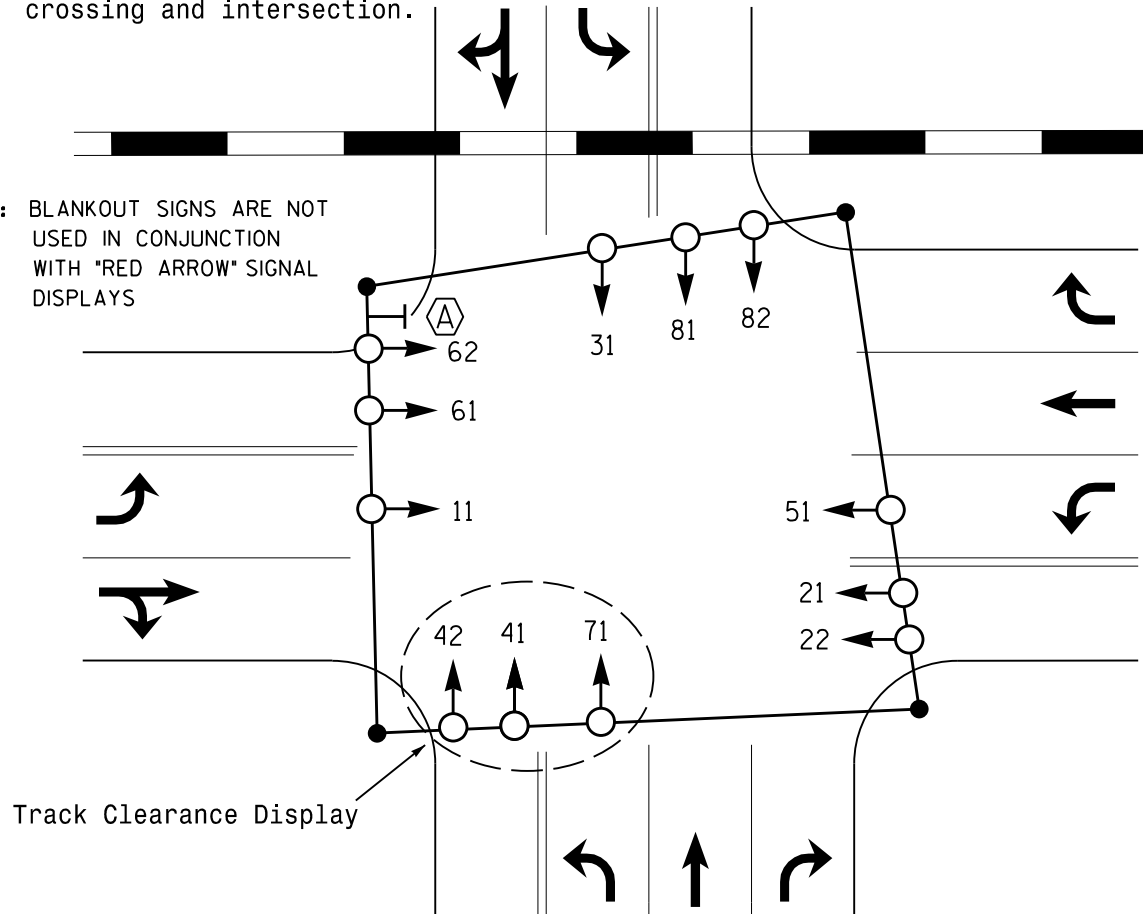 crossing and intersection.
: BLANKOUT SIGNS ARE NOT
USED IN CONJUNCTION
WITH "RED ARROW" SIGNAL
DISPLAYS
A
62
61
11
31
81
82
51
21
22
42
41
71
Track Clearance Display